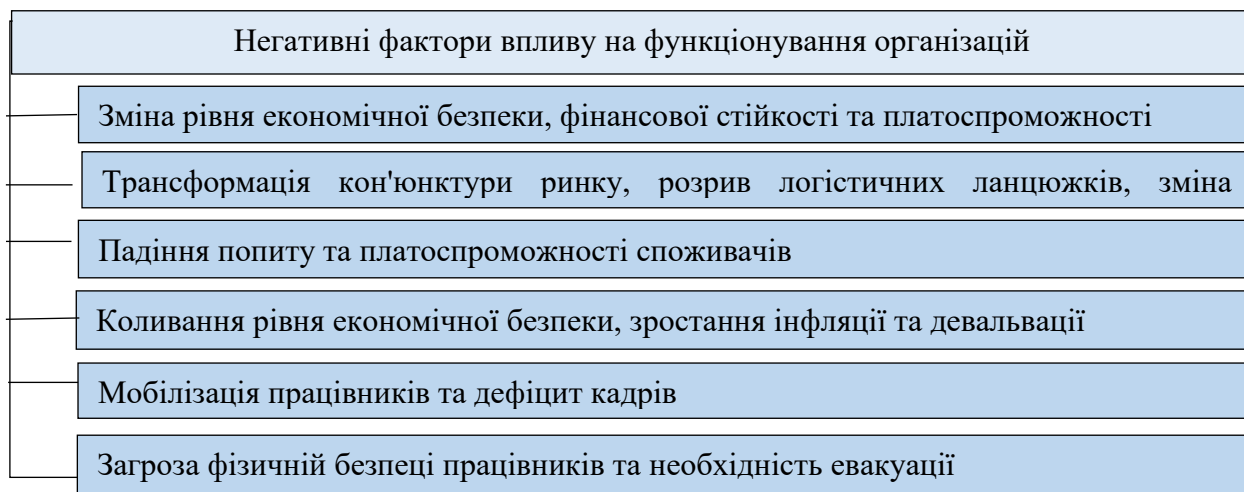 Негативні фактори впливу на функціонування організацій
Зміна рівня економічної безпеки, фінансової стійкості та платоспроможності
Трансформація кон'юнктури ринку, розрив логістичних ланцюжків, зміна
Падіння попиту та платоспроможності споживачів
Коливання рівня економічної безпеки, зростання інфляції та девальвації
Мобілізація працівників та дефіцит кадрів
Загроза фізичній безпеці працівників та необхідність евакуації